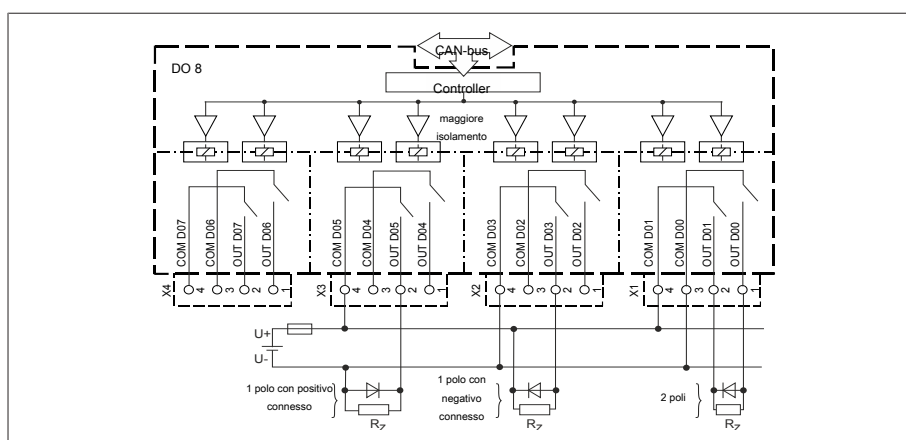 CAN-bus
DO 8
Controller
maggiore
isolamento
COM D07
COM D06
OUT D07
OUT D06
COM D05
COM D04
OUT D05
OUT D04
COM D03
COM D02
OUT D03
OUT D02
COM D01
COM D00
OUT D01
OUT D00
X4
4
3
2
1
X3
4
3
2
1
X2
4
3
2
1
X1
4
3
2
1
U+
U-
1 polo con positivo
connesso
RZ
1 polo con
negativo
connesso
RZ
2 poli
RZ